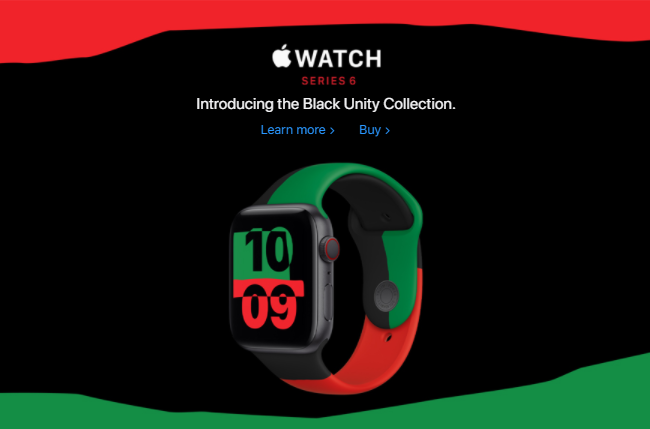 WATCH
SERIES 6
Introducing the Black Unity Collection.
Learn more >
Buy >
10
09